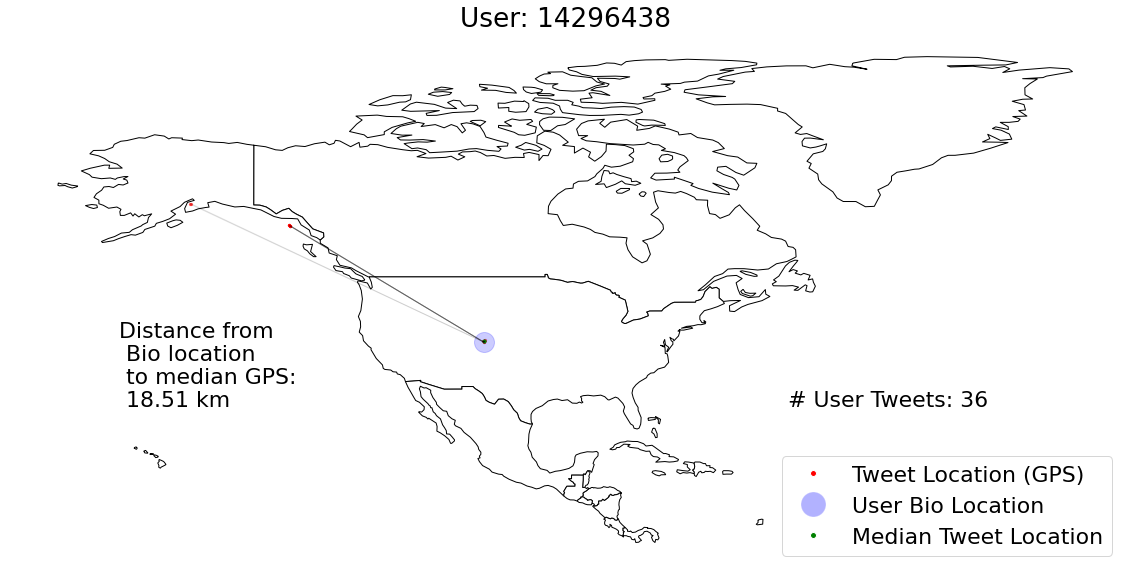 User: 14296438
Distance from
Bio location
to median GPS:
18.51 km
# User Tweets: 36
Tweet Location (GPS)
User Bio Location
Median Tweet Location